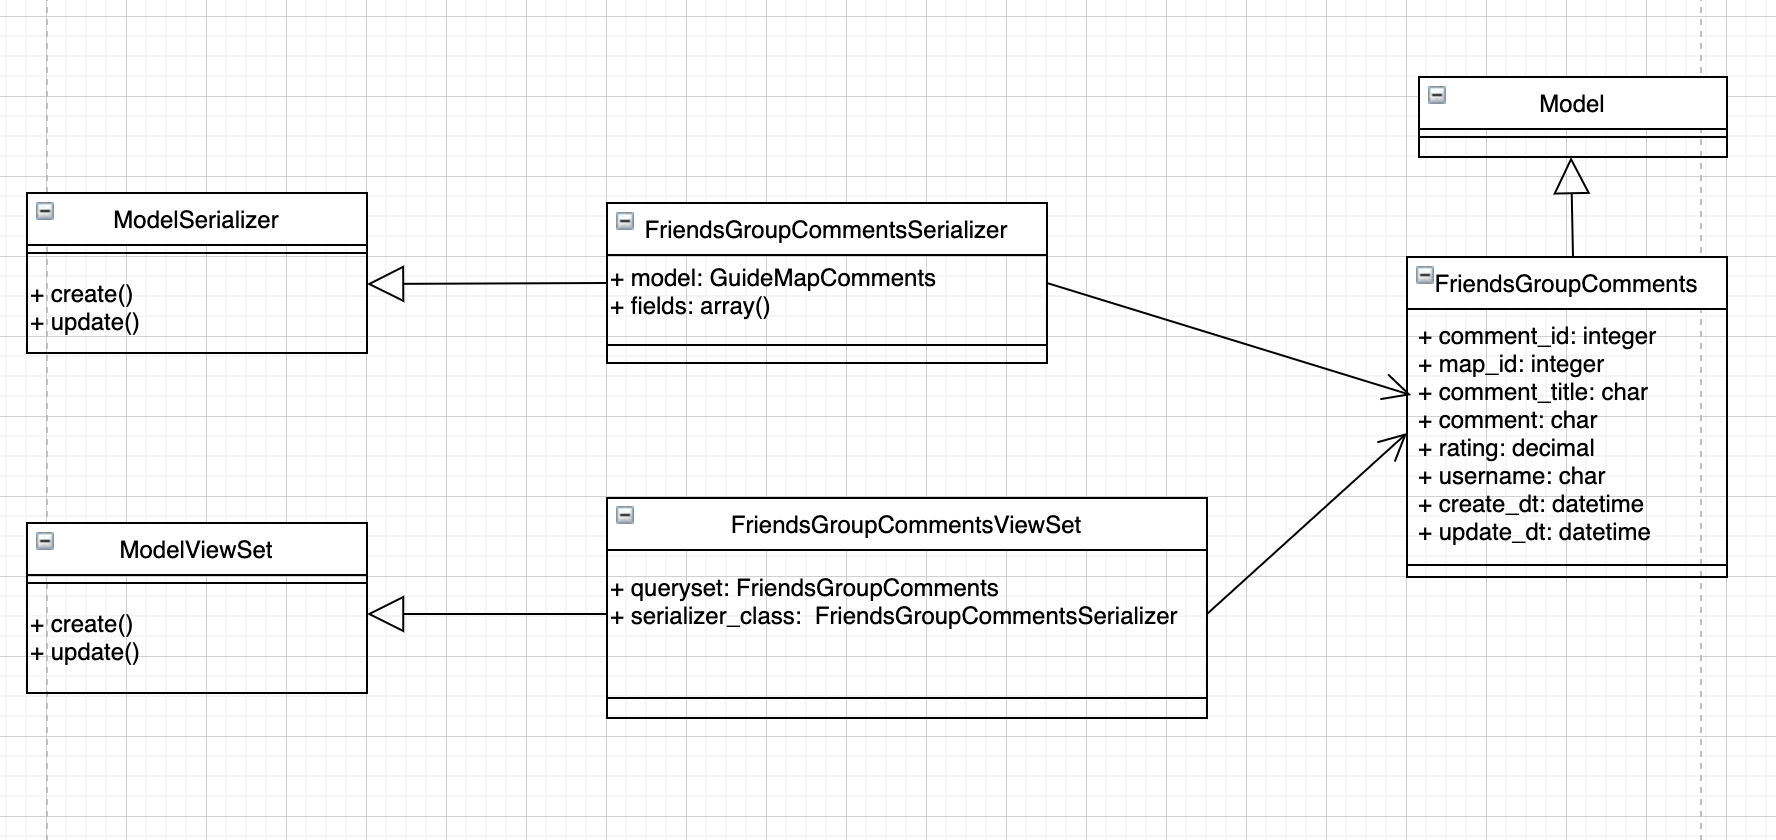 Model
ModelSerializer
+ create()
+ update()
FriendsGroupCommentsSerializer
+ model: GuideMapComments
+ fields: array()
FriendsGroupComments
+ comment_id: integer
+ map_id: integer
+ comment_title: char
+ comment: char
+ rating: decimal
+ username: char
+ create_dt: datetime
+ update_dt: datetime
ModelViewSet
+ create()
+ update()
FriendsGroupCommentsViewSet
+ queryset: FriendsGroupComments
+ serializer_class:  FriendsGroupCommentsSerializer